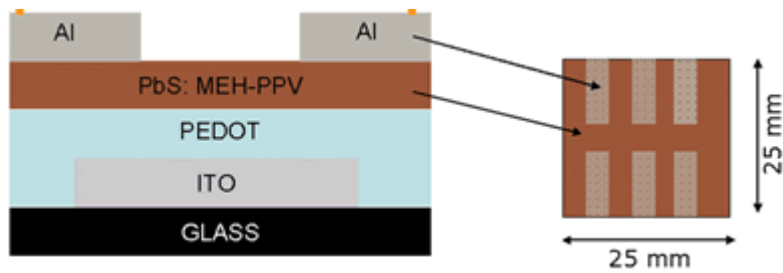 Al
Al
PbS: MEH-PPV
PEDOT
ITO
GLASS
25 mm
25 mm